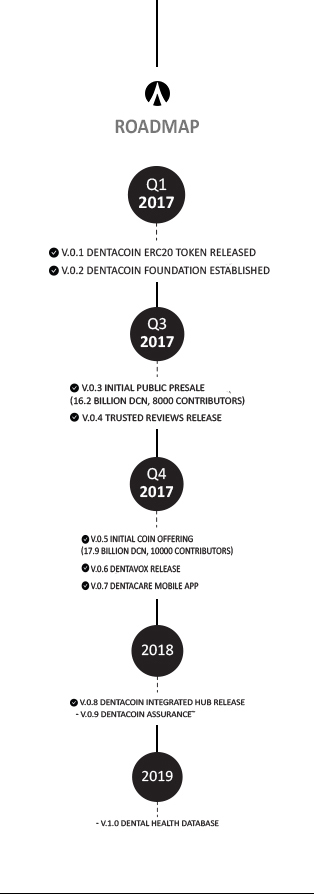 ROADMAP
Q1
2017
V.0.1 DENTACOIN ERC20 TOKEN RELEASED
V.0.2 DENTACOIN FOUNDATION ESTABLISHED
Q3
2017
V.0.3 INITIAL PUBLIC PRESALE
(16.2 BILLION DCN, 8000 CONTRIBUTORS)
V.0.4 TRUSTED REVIEWS RELEASE
Q4
2017
V.0.5 INITIAL COIN OFFERING
(17.9 BILLION DCN, 10000 CONTRIBUTORS)
V.0.6 DENTAVOX RELEASE
V.0.7 DENTACARE MOBILE APP
2018
V.0.8 DENTACOIN INTEGRATED HUB RELEASE
- V.0.9 DENTACOIN ASSURANCE
2019
- V.1.0 DENTAL HEALTH DATABASE